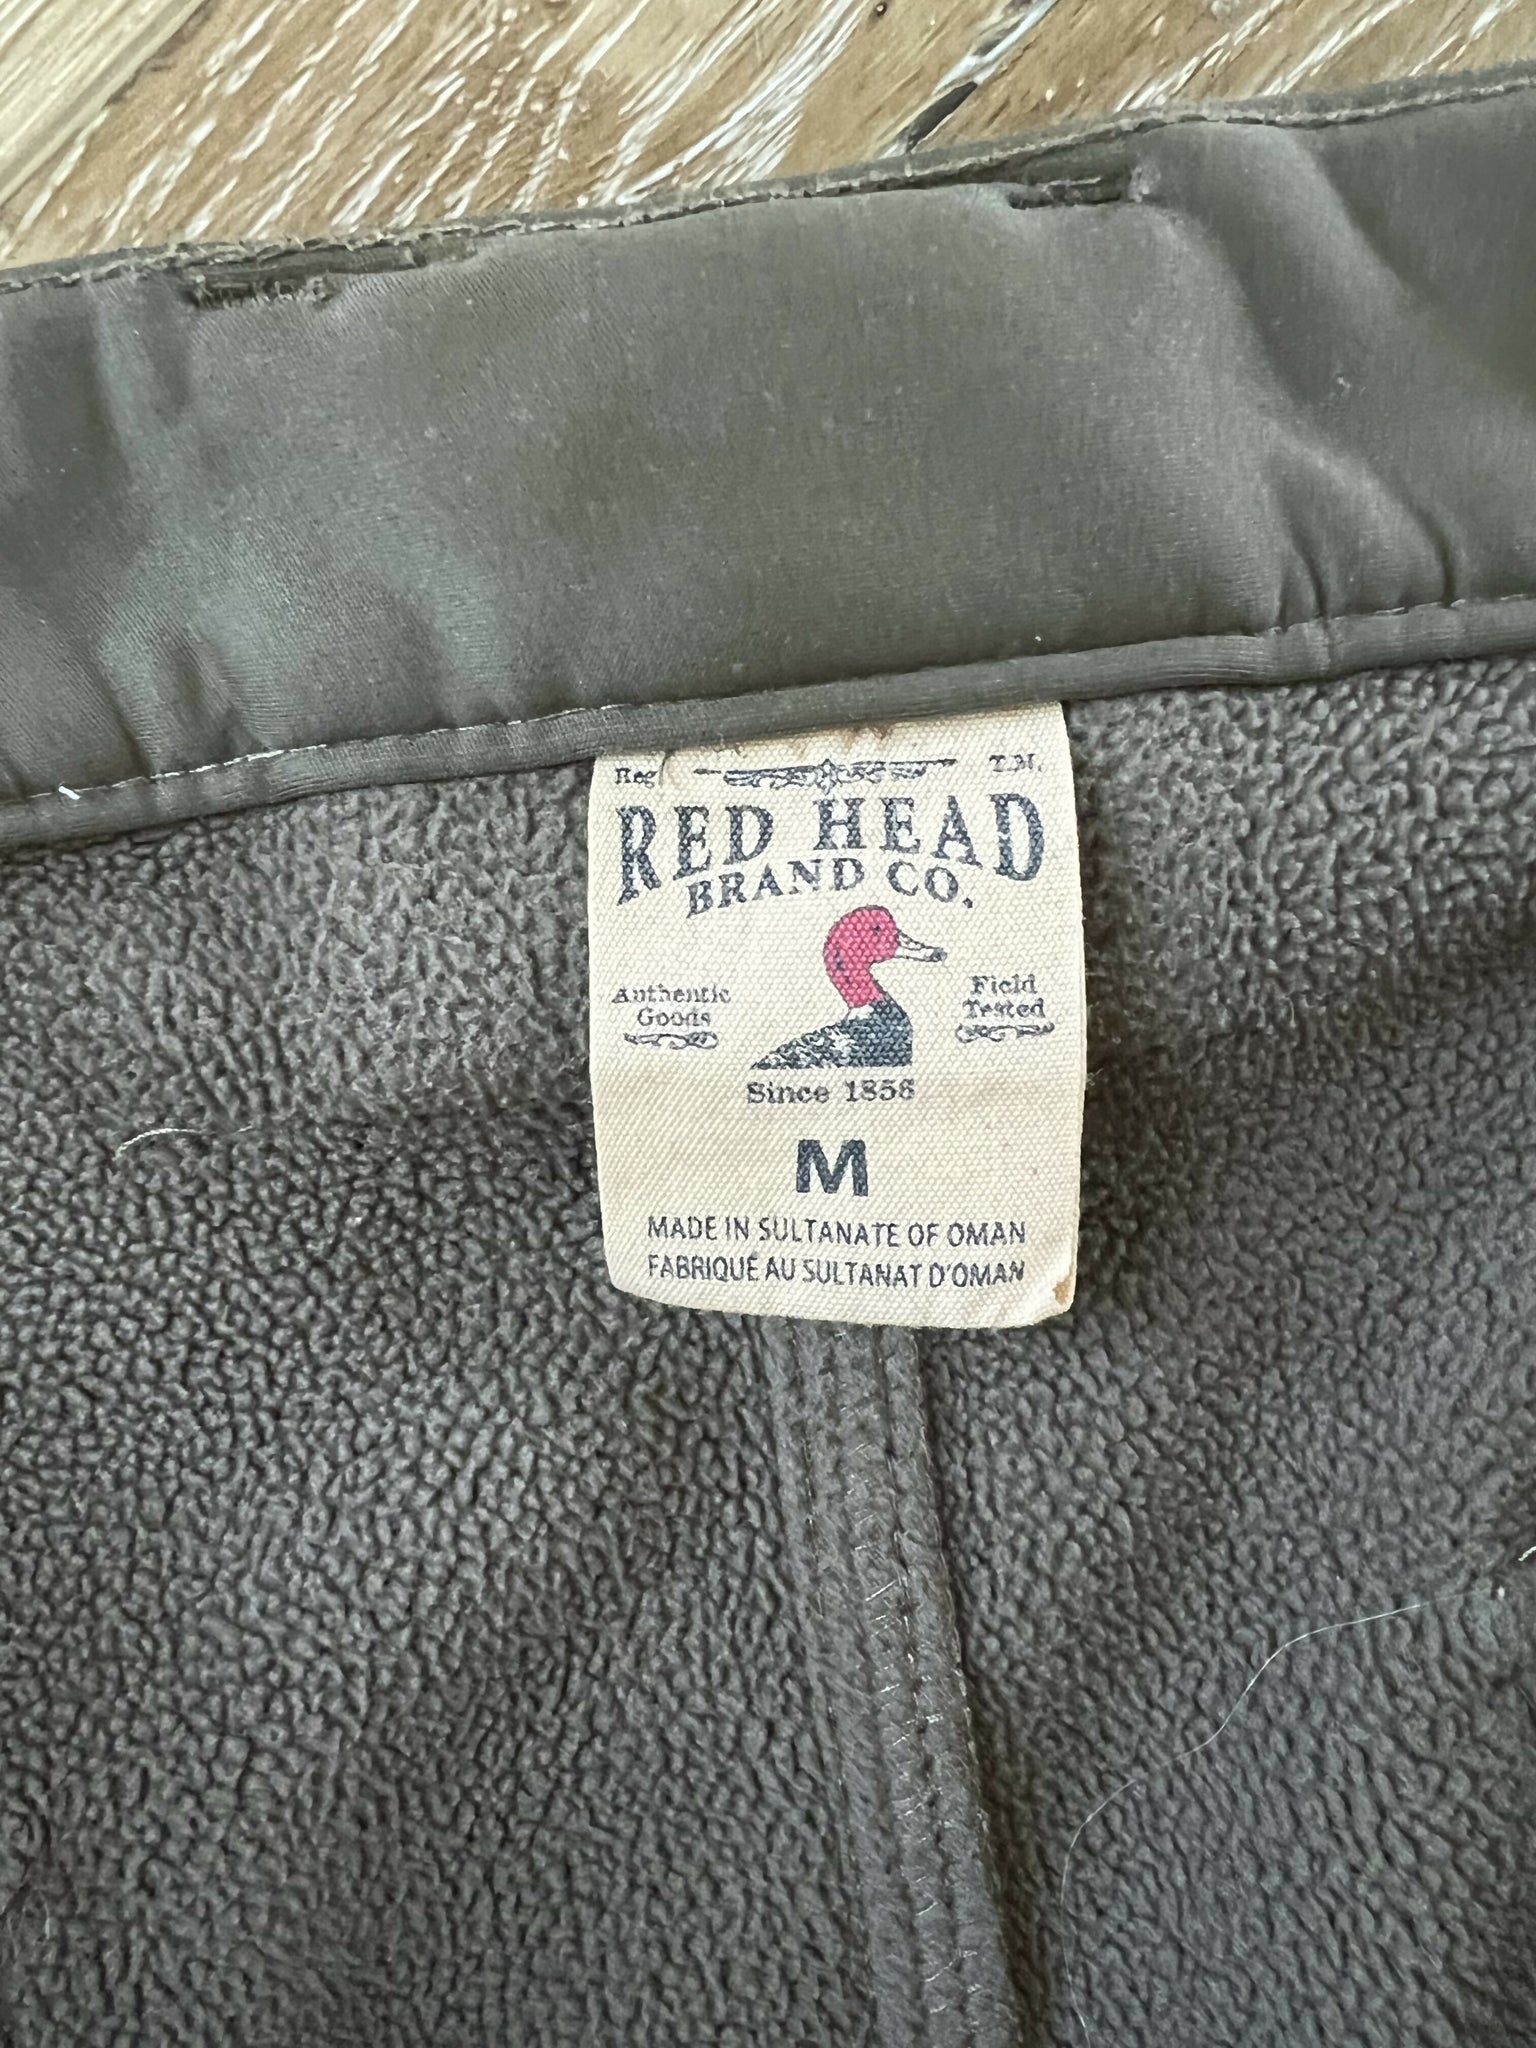 Reg T.M.
RED HEAD
BRAND CO.
Authentic
Goods
Field
Tested
Since 1856
M
MADE IN SULTANATE OF OMAN
FABRIQUÉ AU SULTANAT D'OMAN